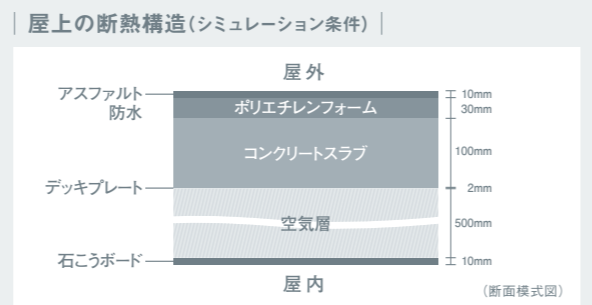 屋上の断熱構造(シミュレーション条件)
屋外
アスファルト
防水
ポリエチレンフォーム
コンクリートスラブ
デッキプレート
空気層
石こうボード
屋内
10mm
30mm
100mm
2mm
500mm
10mm
(断面模式図)